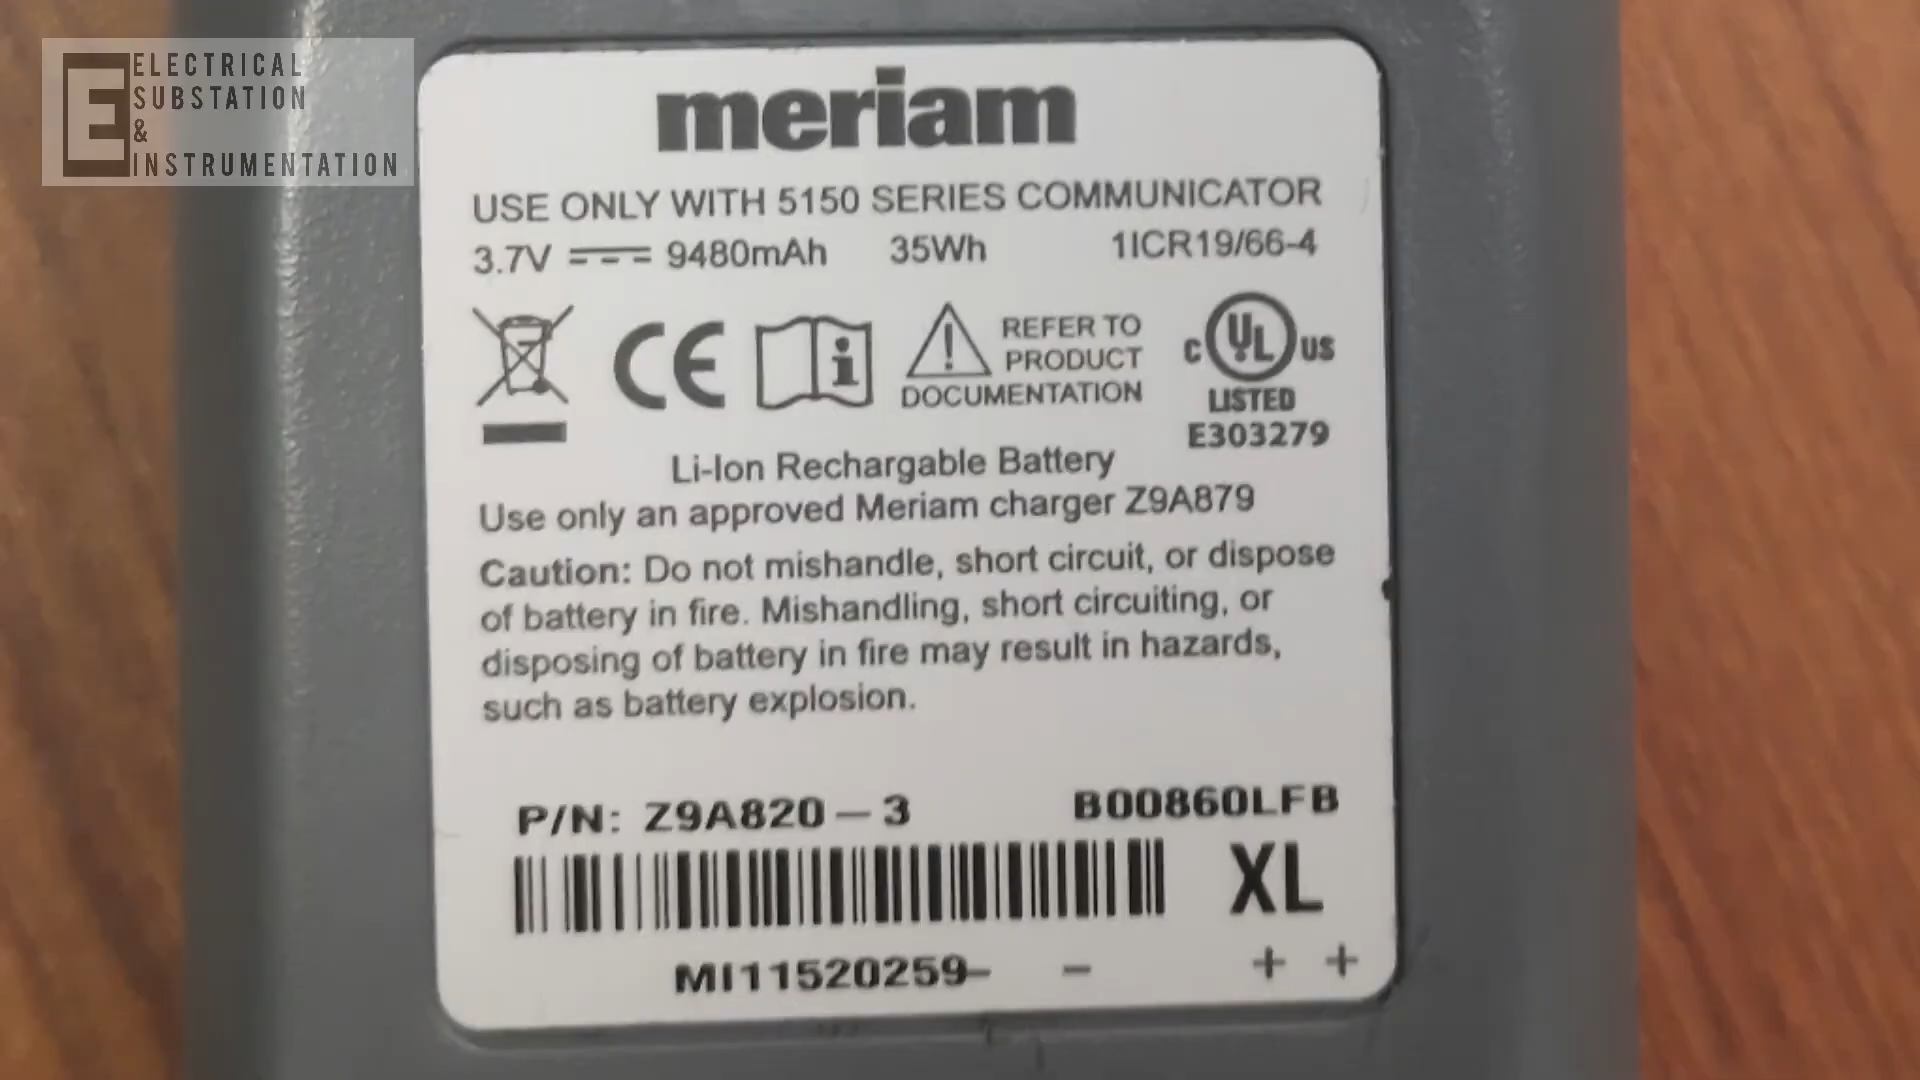 ELECTRICAL
SUBSTATION
&
INSTRUMENTATION
meriam
USE ONLY WITH 5150 SERIES COMMUNICATOR
3.7V 9480mAh 35Wh 1ICR19/66-4
CE i REFER TO
PRODUCT
DOCUMENTATION
c UL US
LISTED
E303279
Li-Ion Rechargable Battery
Use only an approved Meriam charger Z9A879
Caution: Do not mishandle, short circuit, or dispose
of battery in fire. Mishandling, short circuiting, or
disposing of battery in fire may result in hazards,
such as battery explosion.
P/N: Z9A820-3 B00860LFB
XL
MI11520259- - + +